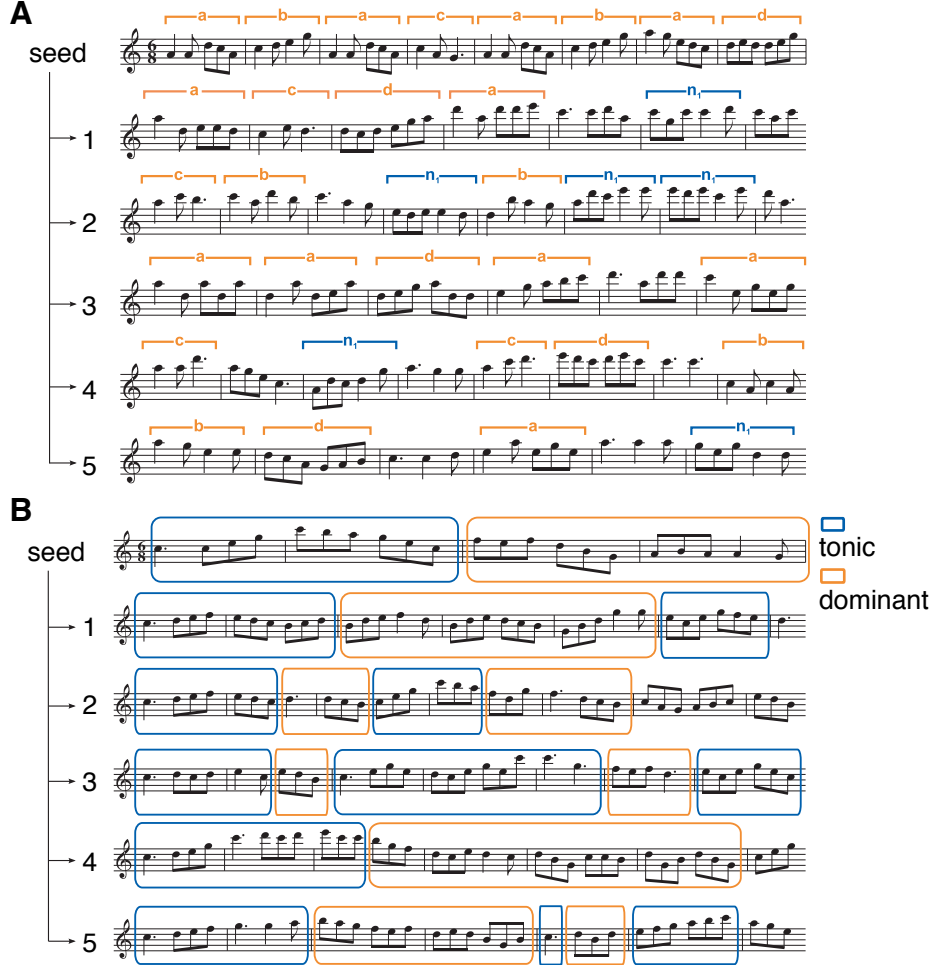 A
a b a c a b a d
seed
6
8
a c d a n1
1
c b n1 b n1 n1
2
a a d a a
3
c n1 c d b
4
b d a n1
5
B
seed
6
8
tonic
dominant
1
2
3
4
5